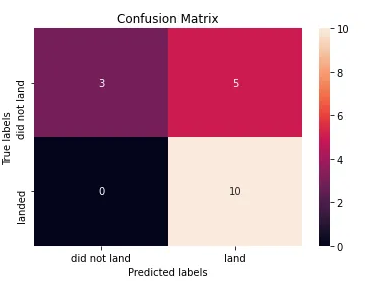 Confusion Matrix
True labels
did not land
landed
3
5
0
10
did not land
land
Predicted labels
10
8
6
4
2
0